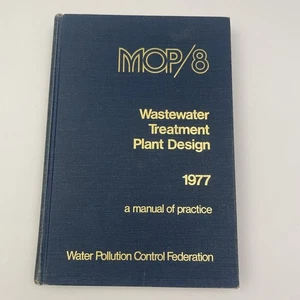 MOP/8
Wastewater
Treatment
Plant Design
1977
a manual of practice
Water Pollution Control Federation